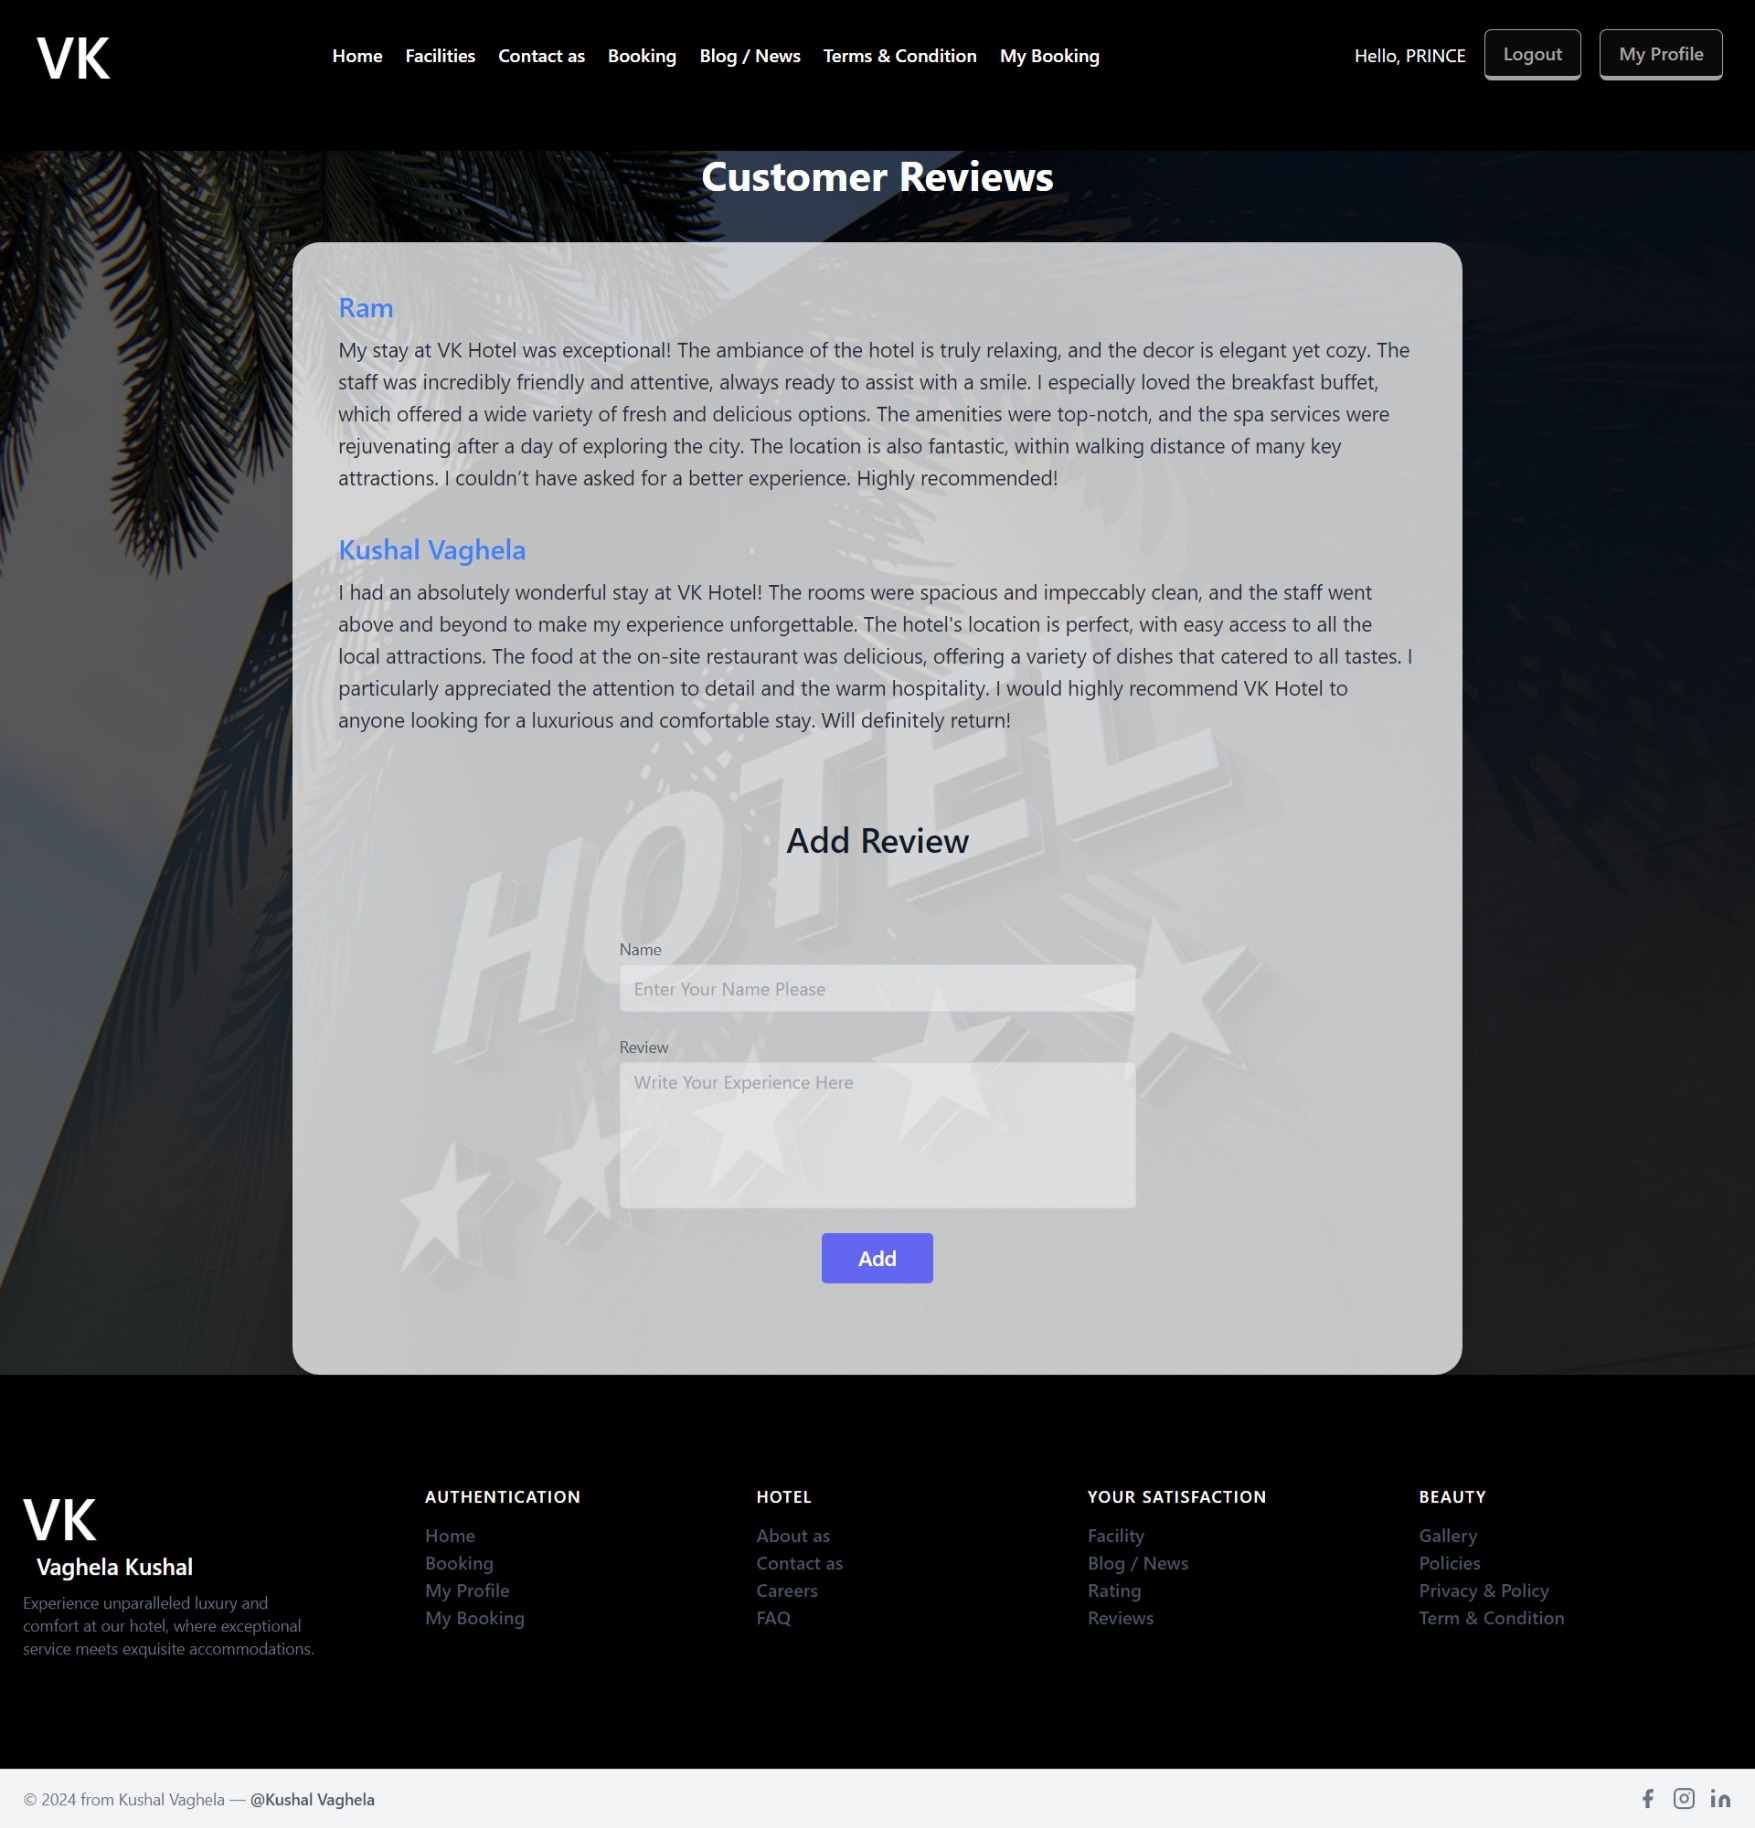 VK
Home Facilities Contact as Booking Blog / News Terms & Condition My Booking
Hello, PRINCE Logout My Profile
Customer Reviews
Ram
My stay at VK Hotel was exceptional! The ambiance of the hotel is truly relaxing, and the decor is elegant yet cozy. The
staff was incredibly friendly and attentive, always ready to assist with a smile. I especially loved the breakfast buffet,
which offered a wide variety of fresh and delicious options. The amenities were top-notch, and the spa services were
rejuvenating after a day of exploring the city. The location is also fantastic, within walking distance of many key
attractions. I couldn’t have asked for a better experience. Highly recommended!
Kushal Vaghela
I had an absolutely wonderful stay at VK Hotel! The rooms were spacious and impeccably clean, and the staff went
above and beyond to make my experience unforgettable. The hotel's location is perfect, with easy access to all the
local attractions. The food at the on-site restaurant was delicious, offering a variety of dishes that catered to all tastes. I
particularly appreciated the attention to detail and the warm hospitality. I would highly recommend VK Hotel to
anyone looking for a luxurious and comfortable stay. Will definitely return!
HOTEL
Add Review
Name
Enter Your Name Please
Review
Write Your Experience Here
Add
VK
Vaghela Kushal
Experience unparalleled luxury and
comfort at our hotel, where exceptional
service meets exquisite accommodations.
AUTHENTICATION
Home
Booking
My Profile
My Booking
HOTEL
About as
Contact as
Careers
FAQ
YOUR SATISFACTION
Facility
Blog / News
Rating
Reviews
BEAUTY
Gallery
Policies
Privacy & Policy
Term & Condition
© 2024 from Kushal Vaghela — @Kushal Vaghela